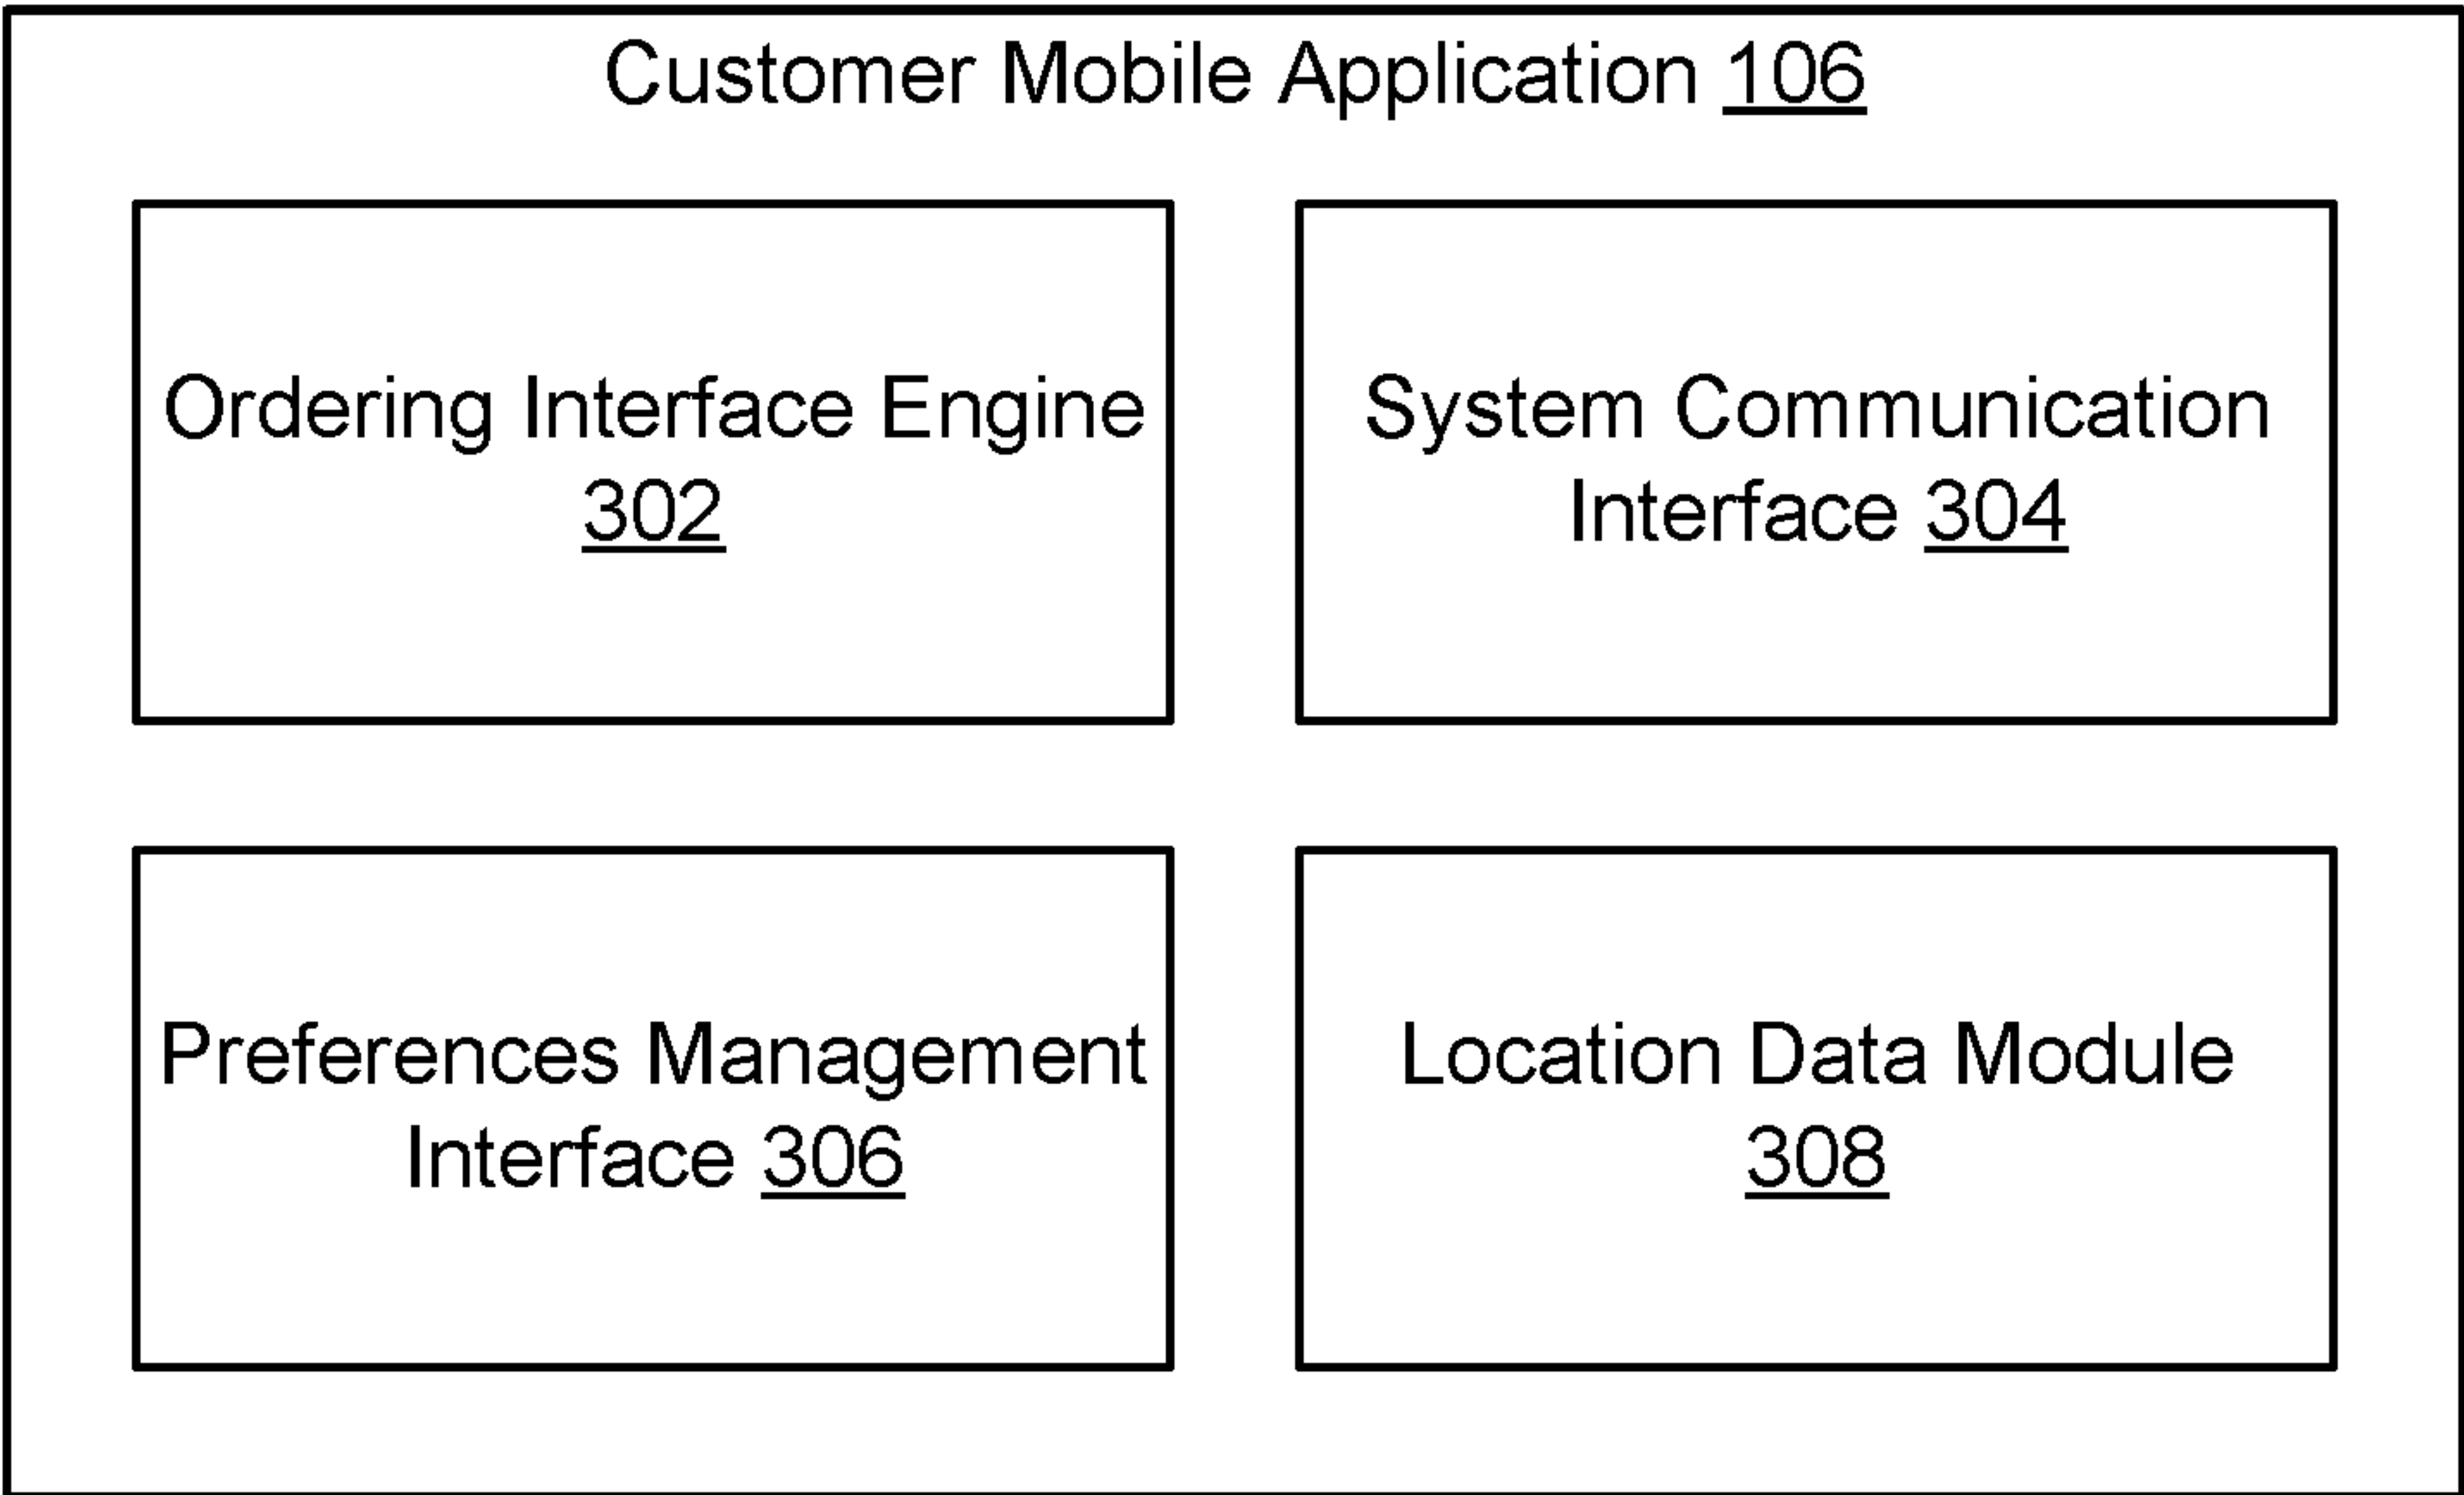 Customer Mobile Application 106
Ordering Interface Engine
302
System Communication
Interface 304
Preferences Management
Interface 306
Location Data Module
308